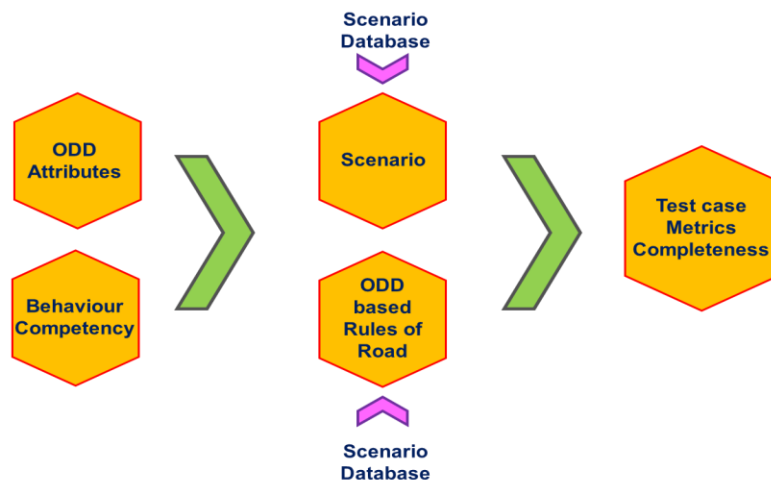 Scenario
Database
ODD
Attributes
Scenario
Test case
Metrics
Completeness
Behaviour
Competency
ODD
based
Rules of
Road
Scenario
Database